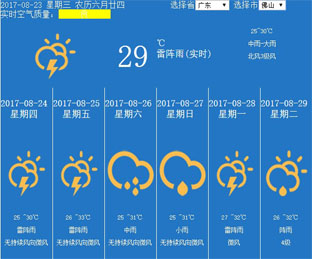 2017-08-23 星期三 农历六月廿四 选择省 广东 选择市 佛山
实时空气质量：
29 ℃
雷阵雨(实时)
25~30℃
中雨-大雨
北风3级风
2017-08-24 2017-08-25 2017-08-26 2017-08-27 2017-08-28 2017-08-29
星期四 星期五 星期六 星期日 星期一 星期二
25 ~30℃ 26 ~33℃ 25 ~31℃ 25 ~31℃ 27 ~32℃ 26 ~32℃
雷阵雨 雷阵雨 中雨 小雨 雷阵雨 阵雨
无持续风向微风 无持续风向微风 无持续风向微风 无持续风向微风 微风 4级